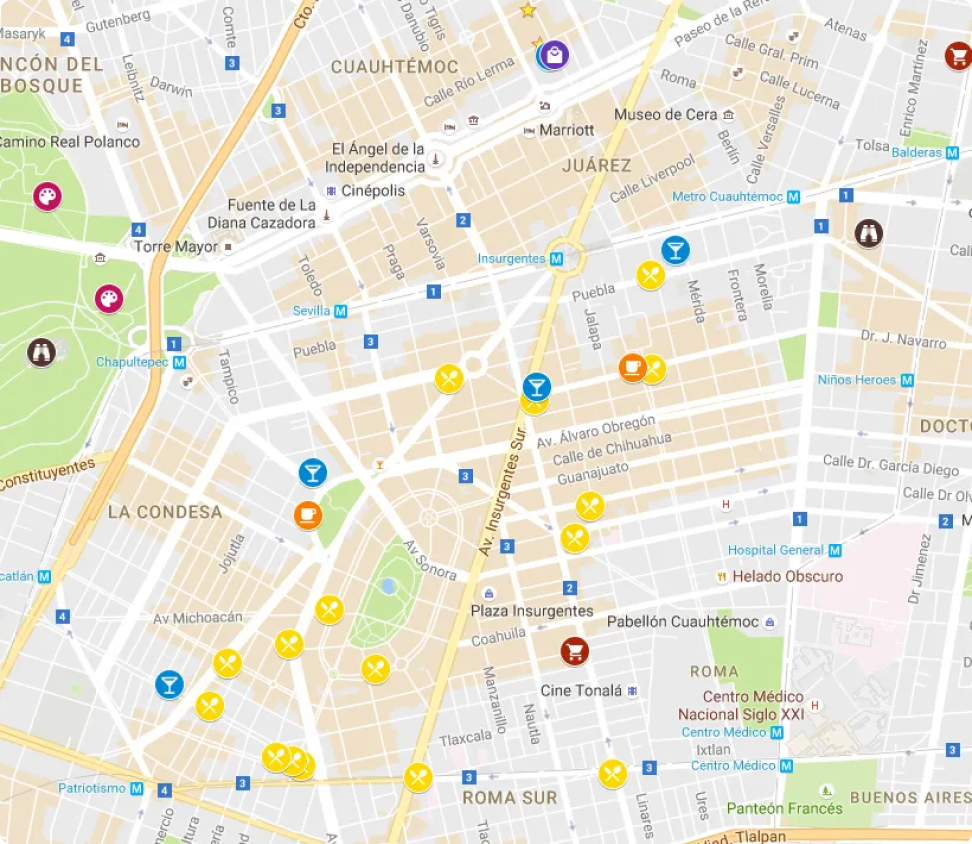 Gutenberg
Masaryk
4
Comte
3
Leibnitz
Darwin
NCÓN DEL
BOSQUE
3
Camino Real Polanco
Cto.
Danubio
Tigris
CUAUHTÉMOC
Calle Río Lerma
Paseo de la Re
Atenas
Calle Gral. Prim
Roma
Calle Lucerna
Enrico Martínez
Museo de Cera
Marriott
El Ángel de la
Independencia
Cinépolis
JUÁREZ
Berlín
Calle Versalles
Tolsa
Balderas M
Calle Liverpool
Metro Cuauhtémoc M
1
Fuente de La
Diana Cazadora
4
Torre Mayor
2
1
Varsovia
Praga
Toledo
Insurgentes M
1
Puebla
Mérida
Frontera
Morelia
Sevilla M
Jalapa
3
1
Puebla
Chapultepec M
Tampico
Dr. J. Navarro
Niños Heroes M
DOCTO
Av. Álvaro Obregón
Calle de Chihuahua
Guanajuato
Constituyentes
3
Av. Insurgentes Sur
Calle Dr. García Diego
Calle Dr Olv
H
LA CONDESA
1
2
M
Jojutla
Av Sonora
3
Hospital General M
Helado Obscuro
Dr Jiménez
catlán M
4
2
Plaza Insurgentes
Av Michoacán
Pabellón Cuauhtémoc
Coahuila
ROMA
Manzanillo
Nautla
Cine Tonalá
Centro Médico
Nacional Siglo XXI
H
Centro Médico M
Tlaxcala
Ixtlan
3
Centro Médico M
3
3
3
Patriotismo M
4
ROMA SUR
Linares
Ures
Panteón Francés
BUENOS AIRES
Viad. Tlalpan